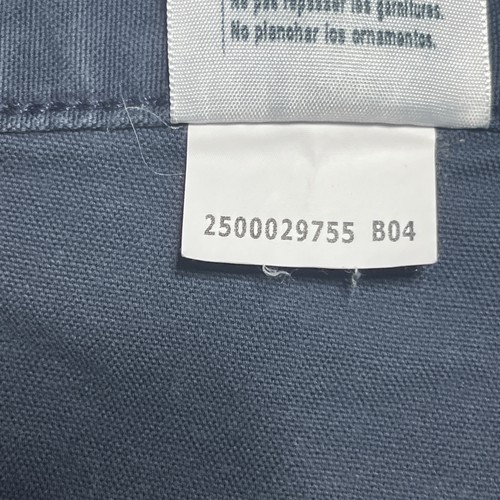 No pas repasser les garnitures.
No planchar los ornamentos.
2500029755 B04